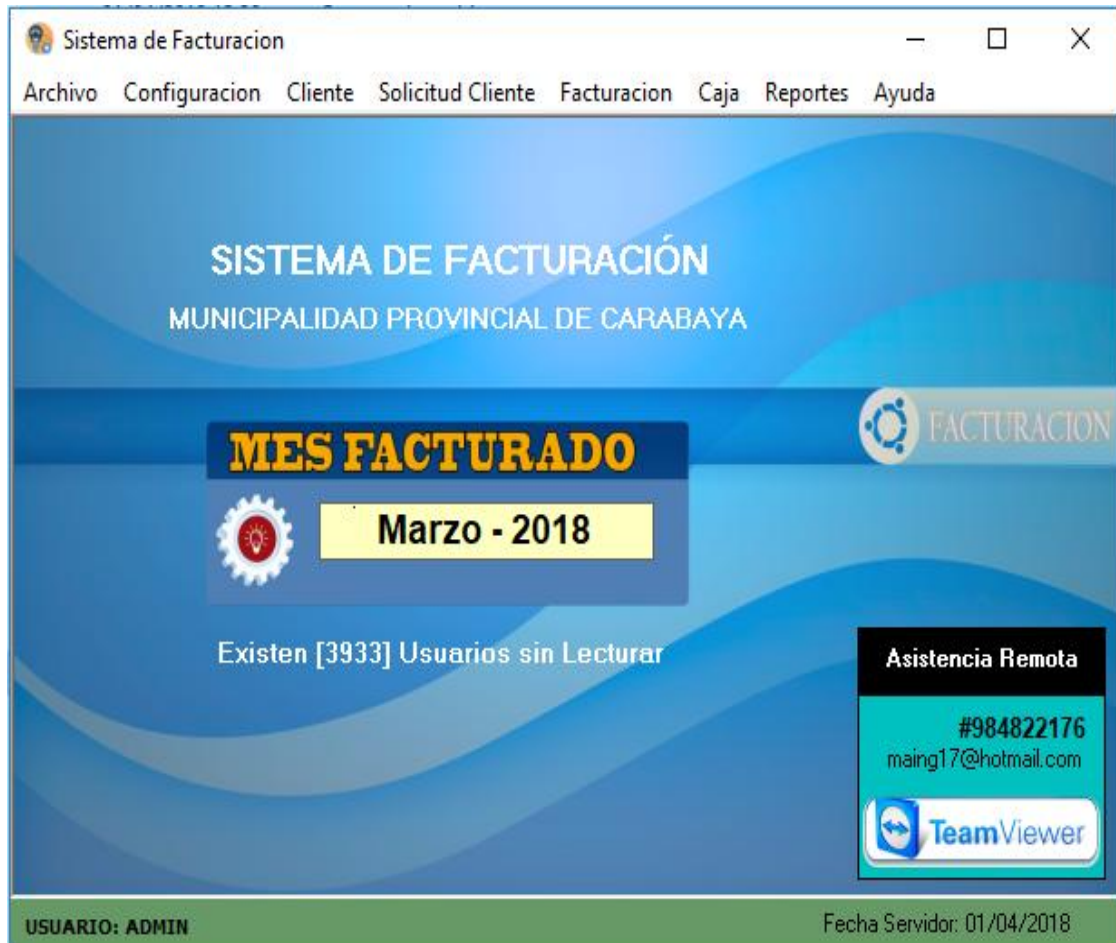 Sistema de Facturacion
Archivo Configuracion Cliente Solicitud Cliente Facturacion Caja Reportes Ayuda
SISTEMA DE FACTURACIÓN
MUNICIPALIDAD PROVINCIAL DE CARABAYA
FACTURACION
MES FACTURADO
Marzo - 2018
Existen [3933] Usuarios sin Lecturar
Asistencia Remota
#984822176
maing17@hotmail.com
TeamViewer
USUARIO: ADMIN
Fecha Servidor: 01/04/2018